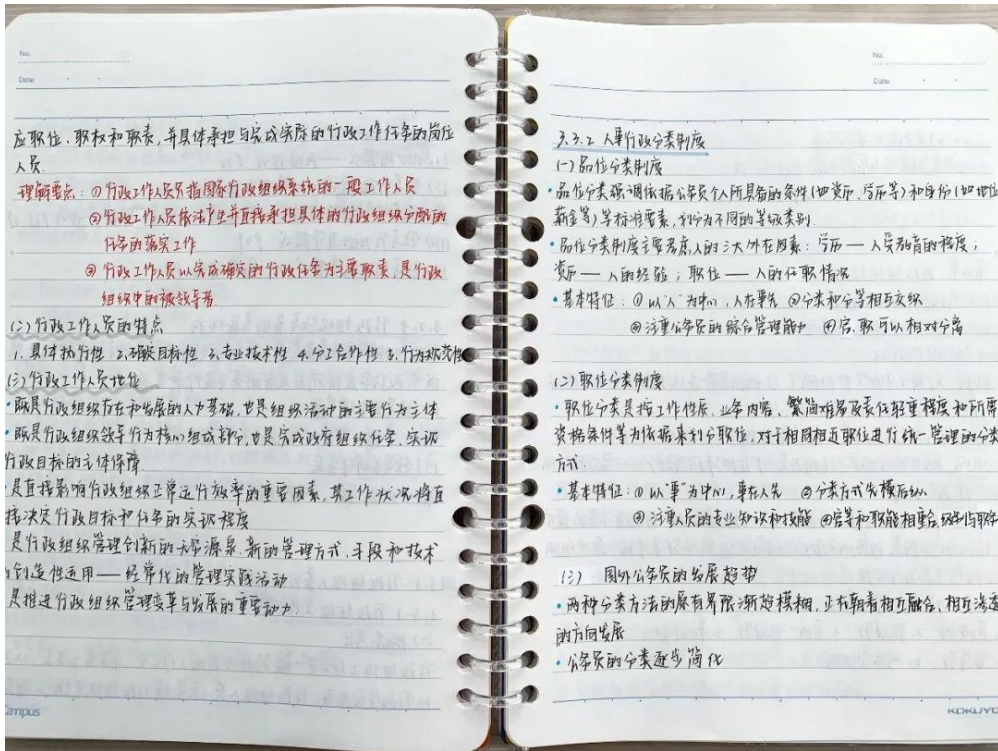 No.
Date
应职位、职权和职责,并具体承担与完成实际的行政工作任务的岗位
人员.
理解要点:①行政工作人员指国家行政组织系统的一般工作人员
②行政工作人员依法产生并直接承担具体的行政组织分配的
任务的落实工作
③行政工作人员以完成确定的行政任务为主要职责,是行政
组织中的被领导者
(二)行政工作人员的特点
1.具体执行性 2.明确目标性 3.专业技术性 4.分工合作性 5.行为规范性
(三)行政工作人员地位
·既是行政组织存在和发展的人力基础,也是组织活动的主要行为主体
·既是行政组织领导行为核心组成部分,也是完成政府组织任务、实现
行政目标的主体保障.
·是直接影响行政组织正常运行效率的重要因素,其工作状况将直
接决定行政目标和任务的实现程度
是行政组织管理创新的大学源泉.新的管理方式、手段和技术
创造性运用——经常化的管理实践活动
是推进行政组织管理变革与发展的重要动力.
Campus
No.
Date
3.3.2 人事行政分类制度
(一)品位分类制度
·品位分类强调依据公务员个人所具备的条件(如资历、学历等)和身份(如地位
薪金等)等标准要素,划分为不同的等级类别.
·品位分类制度主要考虑人的三大外在因素:学历——人受教育的程度;
资历——人的经验;职位——人的任职情况
·基本特征:①以"人"为中心,人在事先 ②分类和分等相互交织
③注重公务员的综合管理能力 ④官、职可以相对分离
(二)职位分类制度
·职位分类是按工作性质、业务内容、繁简难易及责任轻重程度和所需
资格条件等为依据来划分职位,对于相同相近职位进行统一管理的分类
方式.
·基本特征:①以"事"为中心,事在人先 ②分类方式先横后纵
③注重人员的专业知识和技能 ④官等和职能相重合,
(三) 国外公务员的发展趋势
·两种分类方法的原有界限渐趋模糊,正在朝着相互融合、相互渗透
的方向发展
·公务员的分类逐步简化
KOKUYO